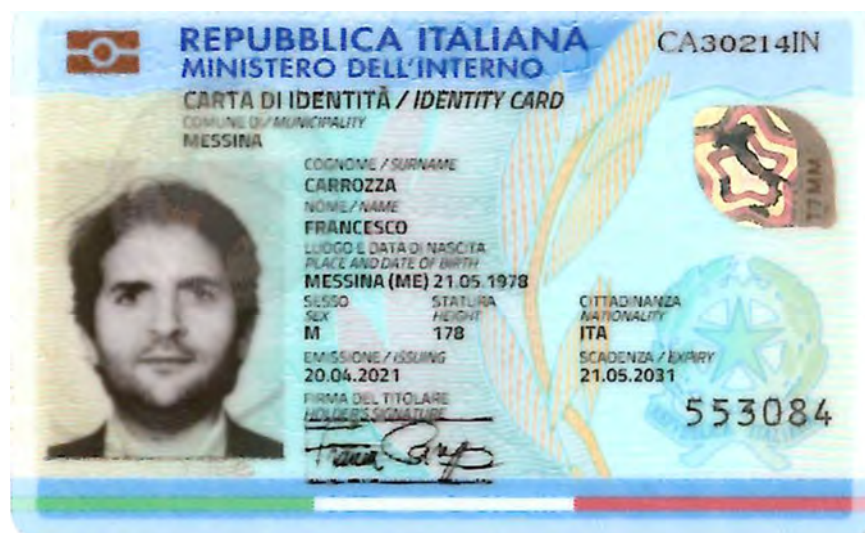 REPUBBLICA ITALIANA
CA30214IN
MINISTERO DELL'INTERNO
CARTA DI IDENTITÀ / IDENTITY CARD
COMUNE DI / MUNICIPALITY
MESSINA
COGNOME / SURNAME
CARROZZA
NOME / NAME
FRANCESCO
LUOGO E DATA DI NASCITA
PLACE AND DATE OF BIRTH
MESSINA (ME) 21.05.1978
SESSO STATURA CITTADINANZA
SEX HEIGHT NATIONALITY
M 178 ITA
EMISSIONE / ISSUING SCADENZA / EXPIRY
20.04.2021 21.05.2031
FIRMA DEL TITOLARE
HOLDER'S SIGNATURE
553084